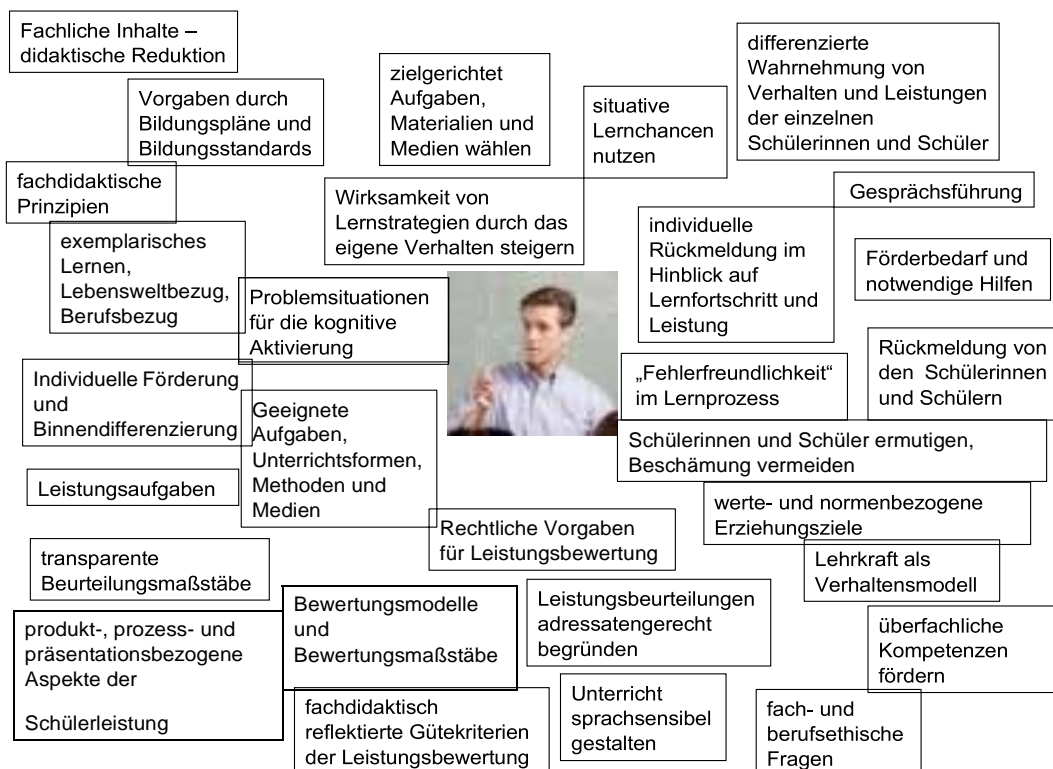 Fachliche Inhalte –
didaktische Reduktion
Vorgaben durch
Bildungspläne und
Bildungsstandards
zielgerichtet
Aufgaben,
Materialien und
Medien wählen
situative
Lernchancen
nutzen
differenzierte
Wahrnehmung von
Verhalten und Leistungen
der einzelnen
Schülerinnen und Schüler
fachdidaktische
Prinzipien
Wirksamkeit von
Lernstrategien durch das
eigene Verhalten steigern
Gesprächsführung
exemplarisches
Lernen,
Lebensweltbezug,
Berufsbezug
individuelle
Rückmeldung im
Hinblick auf
Lernfortschritt und
Leistung
Förderbedarf und
notwendige Hilfen
Problemsituationen
für die kognitive
Aktivierung
Individuelle Förderung
und
Binnendifferenzierung
„Fehlerfreundlichkeit“
im Lernprozess
Rückmeldung von
den Schülerinnen
und Schülern
Geeignete
Aufgaben,
Unterrichtsformen,
Methoden und
Medien
Schülerinnen und Schüler ermutigen,
Beschämung vermeiden
Leistungsaufgaben
werte- und normenbezogene
Erziehungsziele
Rechtliche Vorgaben
für Leistungsbewertung
transparente
Beurteilungsmaßstäbe
Lehrkraft als
Verhaltensmodell
Bewertungsmodelle
und
Bewertungsmaßstäbe
Leistungsbeurteilungen
adressatengerecht
begründen
produkt-, prozess- und
präsentationsbezogene
Aspekte der
Schülerleistung
überfachliche
Kompetenzen
fördern
fachdidaktisch
reflektierte Gütekriterien
der Leistungsbewertung
Unterricht
sprachsensibel
gestalten
fach- und
berufsethische
Fragen